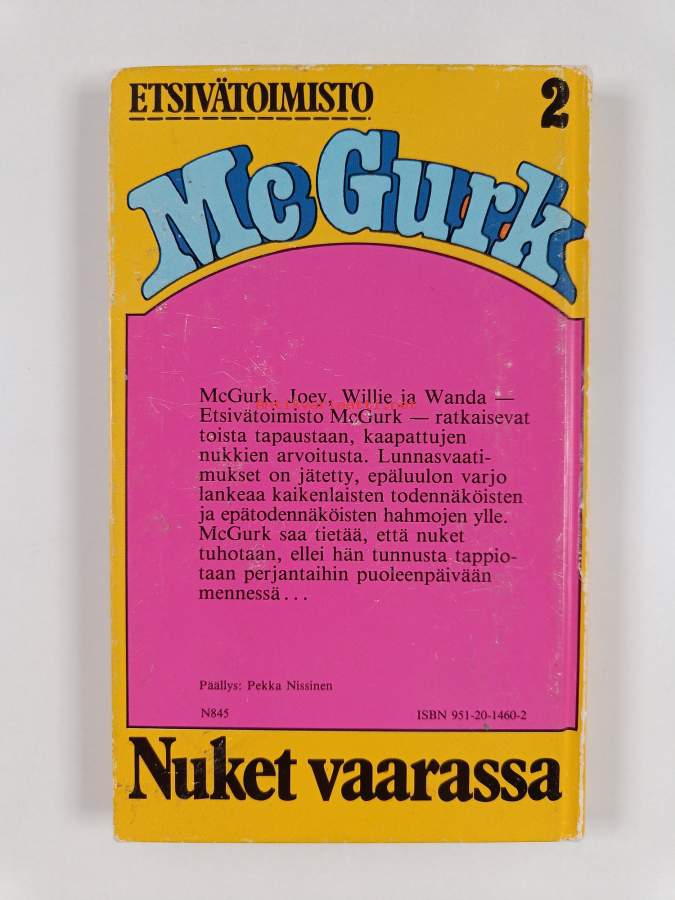 ETSIVÄTOIMISTO
2
McGurk
McGurk, Joey, Willie ja Wanda —
Etsivätoimisto McGurk — ratkaisevat
toista tapaustaan, kaapattujen
nukkien arvoitusta. Lunnasvaati-
mukset on jätetty, epäluulon varjo
lankeaa kaikenlaisten todennäköisten
ja epätodennäköisten hahmojen ylle.
McGurk saa tietää, että nuket
tuhotaan, ellei hän tunnusta tappio-
taan perjantaihin puoleenpäivään
mennessä...
Päällys: Pekka Nissinen
N845
ISBN 951-20-1460-2
Nuket vaarassa